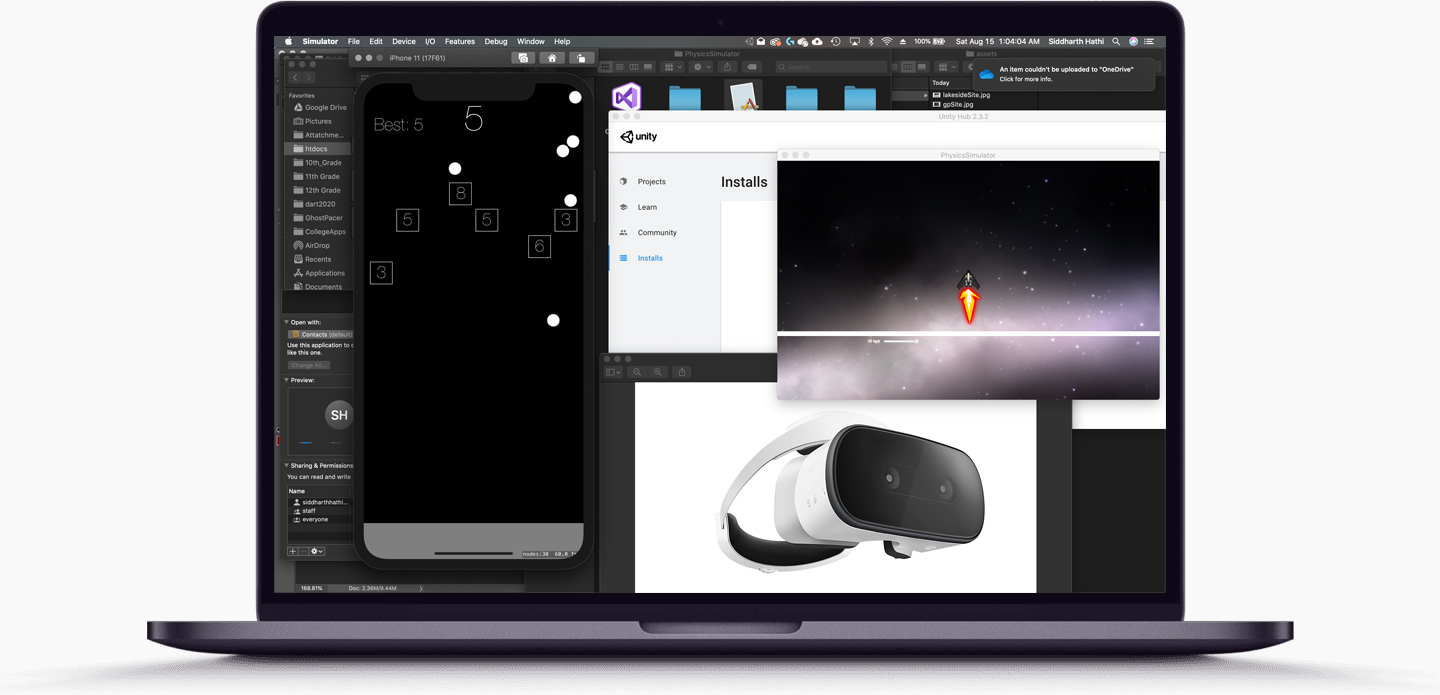 Simulator File Edit Device I/O Features Debug Window Help
100% Sat Aug 15 1:04:04 AM Siddharth Hathi
iPhone 11 (17F61)
PhysicsSimulator
assets
Search
An item couldn't be uploaded to "OneDrive"
Click for more info.
Today
lakesideSite.jpg
gpSite.jpg
Favorites
Google Drive
Pictures
Attatchme...
htdocs
10th_Grade
11th Grade
12th Grade
dart2020
GhostPacer
CollegeApps
AirDrop
Recents
Applications
Documents
Open with:
Contacts (default)
Use this application to
like this one.
Change All...
Preview:
SH
Sharing & Permissions
You can read and write
Name
siddharthhathi...
staff
everyone
168.61% Doc: 2.36M/9.44M
Best: 5
5
8
5
5
3
6
3
nodes:38 60.0
Unity Hub 2.3.2
unity
Projects
Learn
Community
Installs
Installs
PhysicsSimulator